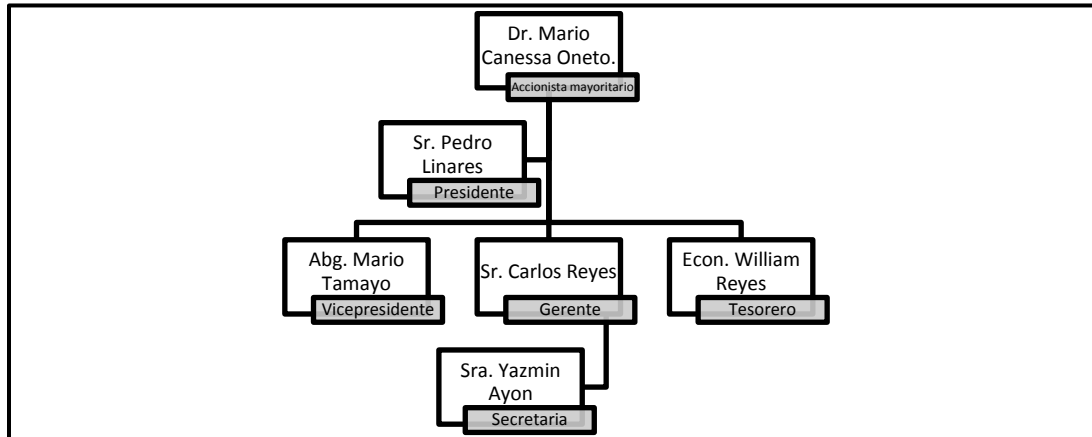 Dr. Mario
Canessa Oneto.
Accionista mayoritario
Sr. Pedro
Linares
Presidente
Abg. Mario
Tamayo
Vicepresidente
Sr. Carlos Reyes
Gerente
Econ. William
Reyes
Tesorero
Sra. Yazmin
Ayon
Secretaria